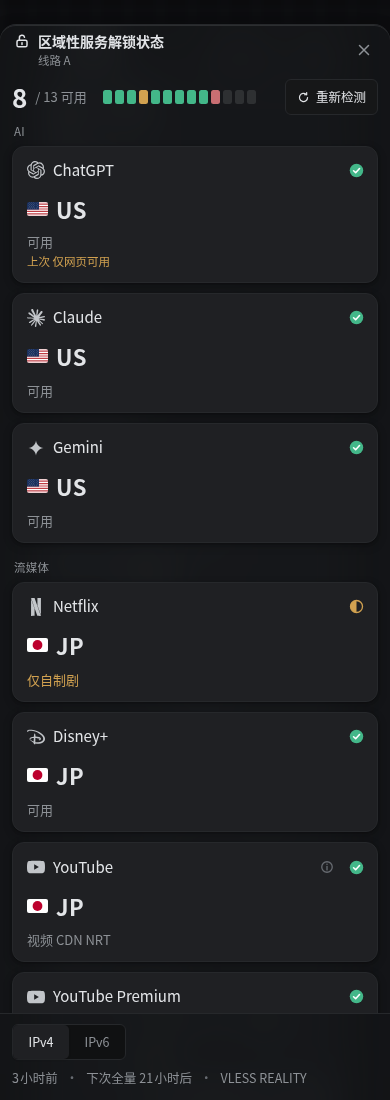 区域性服务解锁状态
线路 A
8 / 13 可用
重新检测
AI
ChatGPT
US
可用
上次 仅网页可用
Claude
US
可用
Gemini
US
可用
流媒体
Netflix
JP
仅自制剧
Disney+
JP
可用
YouTube
JP
视频 CDN NRT
YouTube Premium
IPv4 IPv6
3小时前 · 下次全量 21小时后 · VLESS REALITY